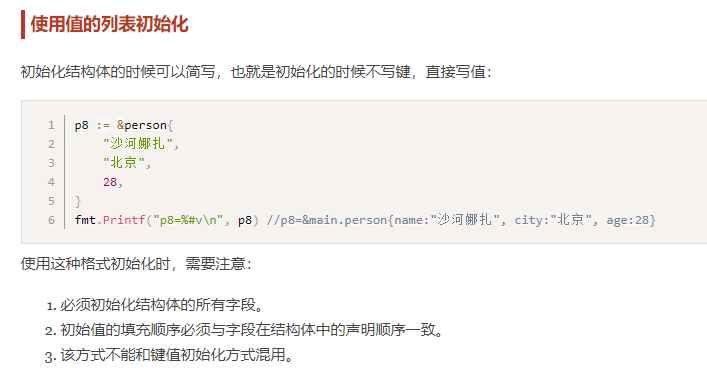 使用值的列表初始化
初始化结构体的时候可以简写，也就是初始化的时候不写键，直接写值：
1 p8 := &person{
2     "沙河娜扎",
3     "北京",
4     28,
5 }
6 fmt.Printf("p8=%#v\n", p8) //p8=&main.person{name:"沙河娜扎", city:"北京", age:28}
使用这种格式初始化时，需要注意：
1. 必须初始化结构体的所有字段。
2. 初始值的填充顺序必须与字段在结构体中的声明顺序一致。
3. 该方式不能和键值初始化方式混用。